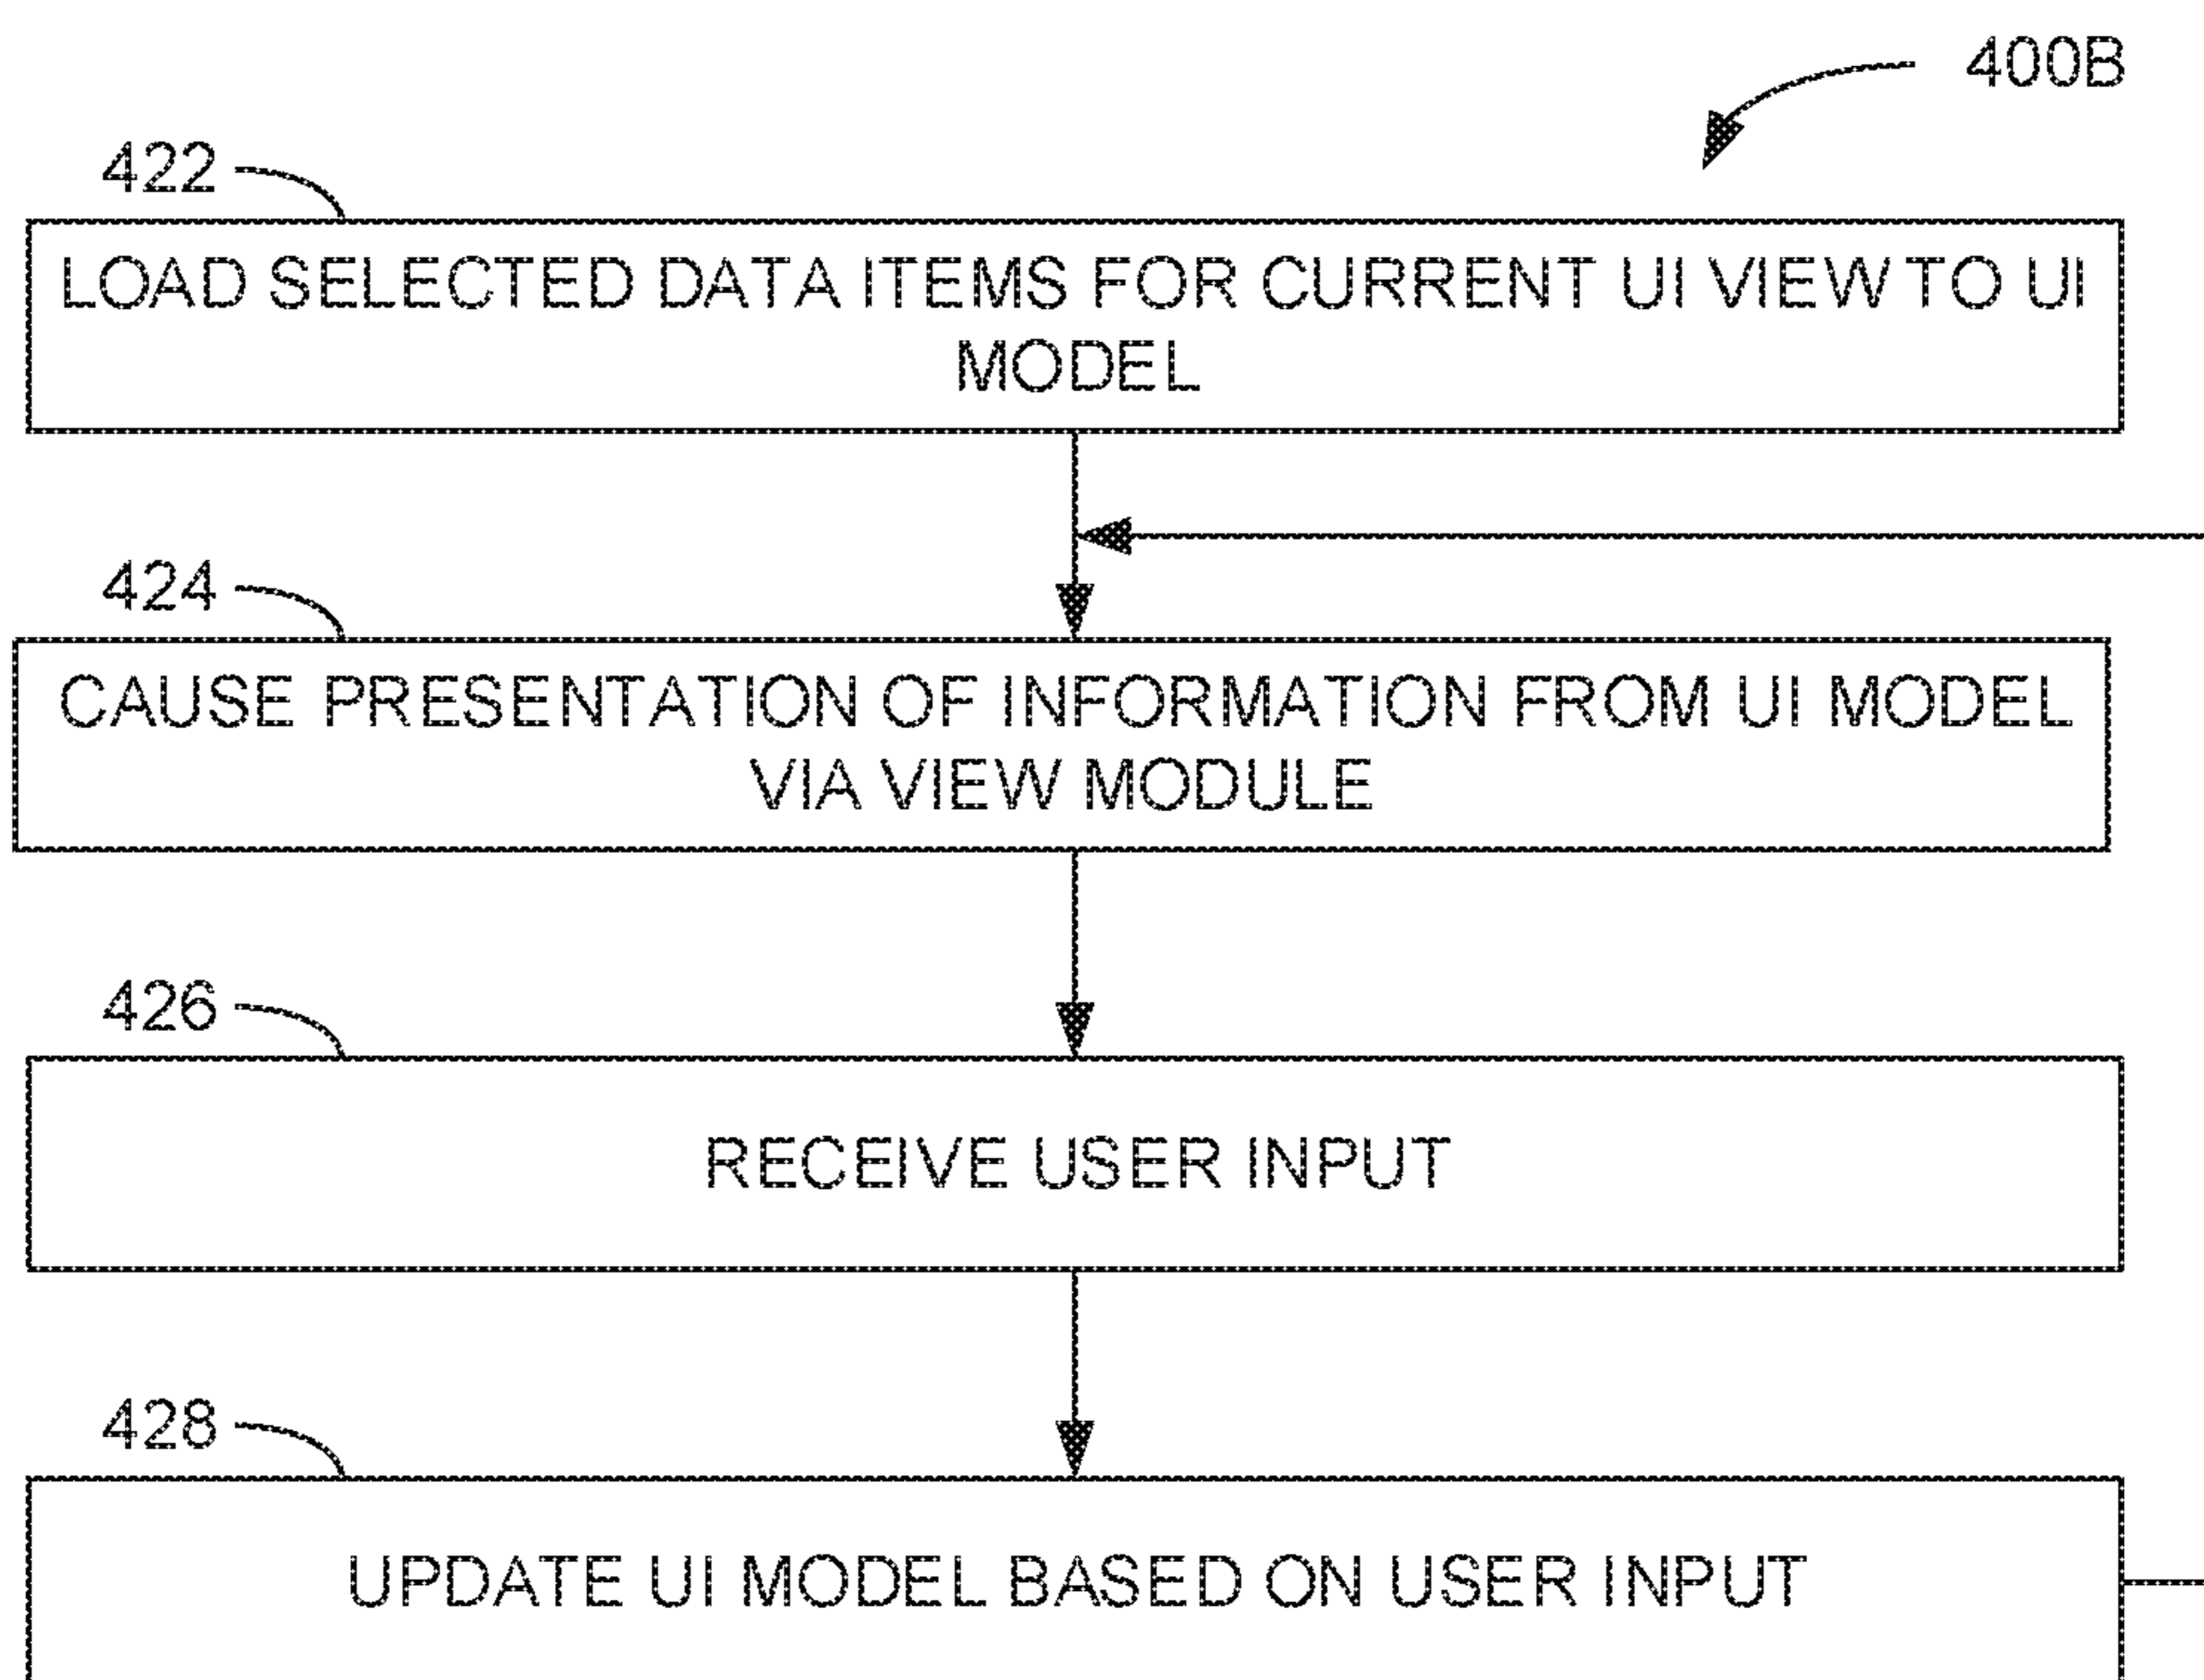 400B
422
LOAD SELECTED DATA ITEMS FOR CURRENT UI VIEW TO UI
MODEL
424
CAUSE PRESENTATION OF INFORMATION FROM UI MODEL
VIA VIEW MODULE
426
RECEIVE USER INPUT
428
UPDATE UI MODEL BASED ON USER INPUT